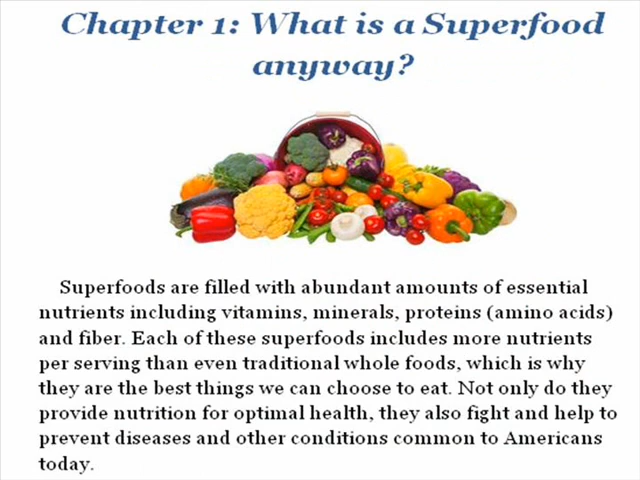 Chapter 1: What is a Superfood
anyway?
Superfoods are filled with abundant amounts of essential
nutrients including vitamins, minerals, proteins (amino acids)
and fiber. Each of these superfoods includes more nutrients
per serving than even traditional whole foods, which is why
they are the best things we can choose to eat. Not only do they
provide nutrition for optimal health, they also fight and help to
prevent diseases and other conditions common to Americans
today.